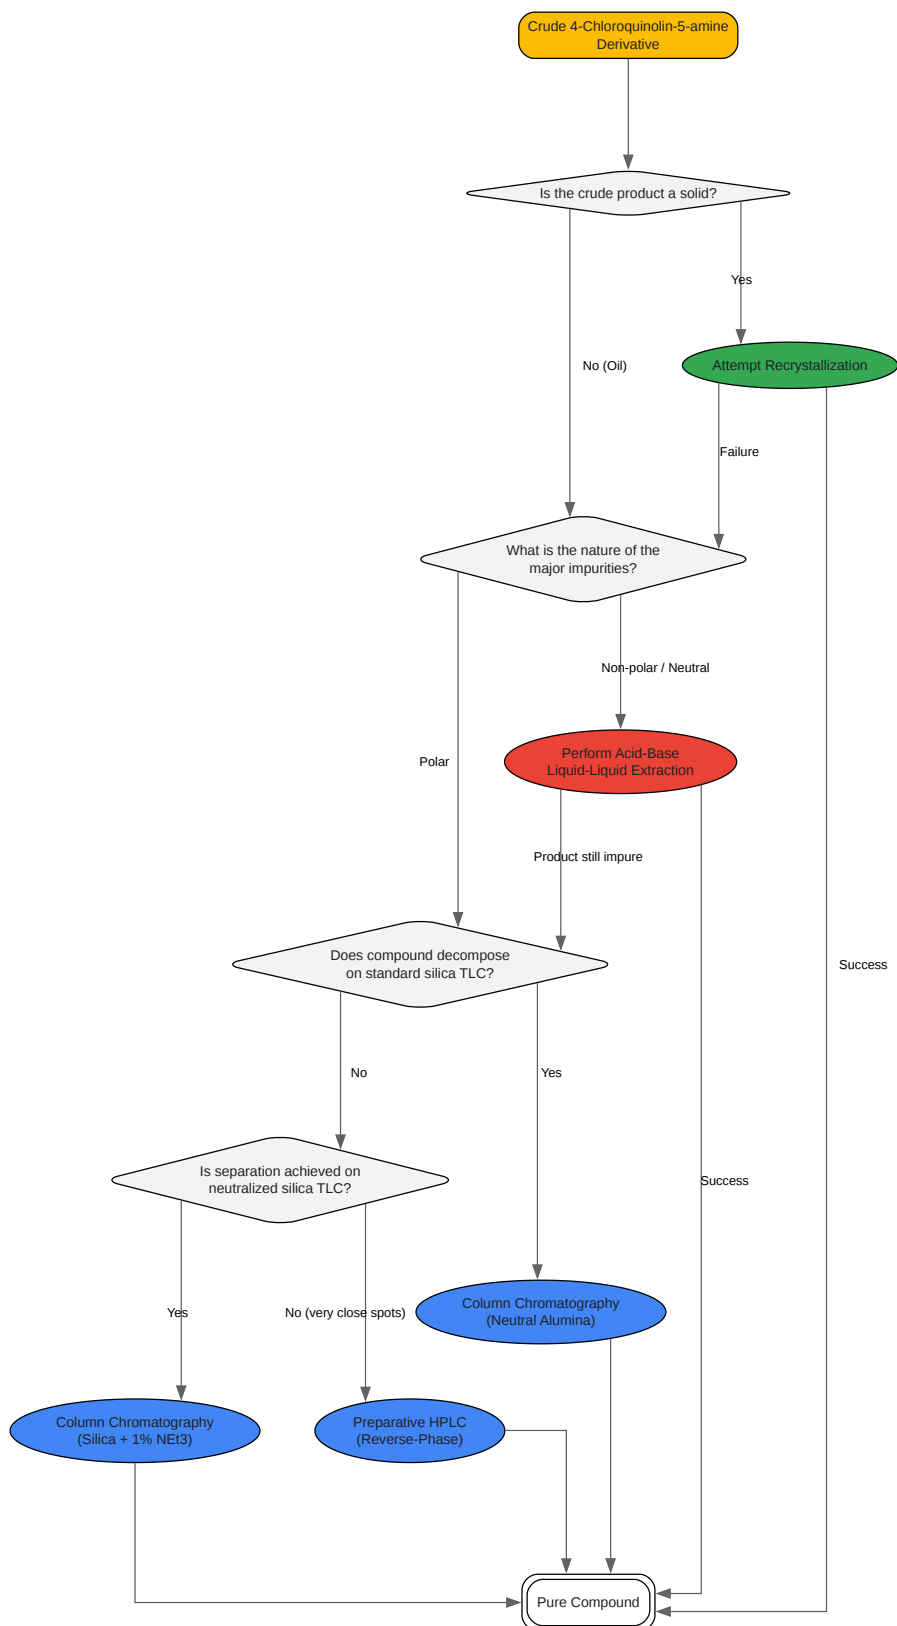 Crude 4-Chloroquinolin-5-amine
Derivative
Is the crude product a solid?
Yes
No (Oil)
Attempt Recrystallization
Failure
What is the nature of the
major impurities?
Non-polar / Neutral
Polar
Perform Acid-Base
Liquid-Liquid Extraction
Product still impure
Does compound decompose
on standard silica TLC?
Success
No
Yes
Is separation achieved on
neutralized silica TLC?
Success
Yes
No (very close spots)
Column Chromatography
(Neutral Alumina)
Column Chromatography
(Silica + 1% NEt3)
Preparative HPLC
(Reverse-Phase)
Pure Compound